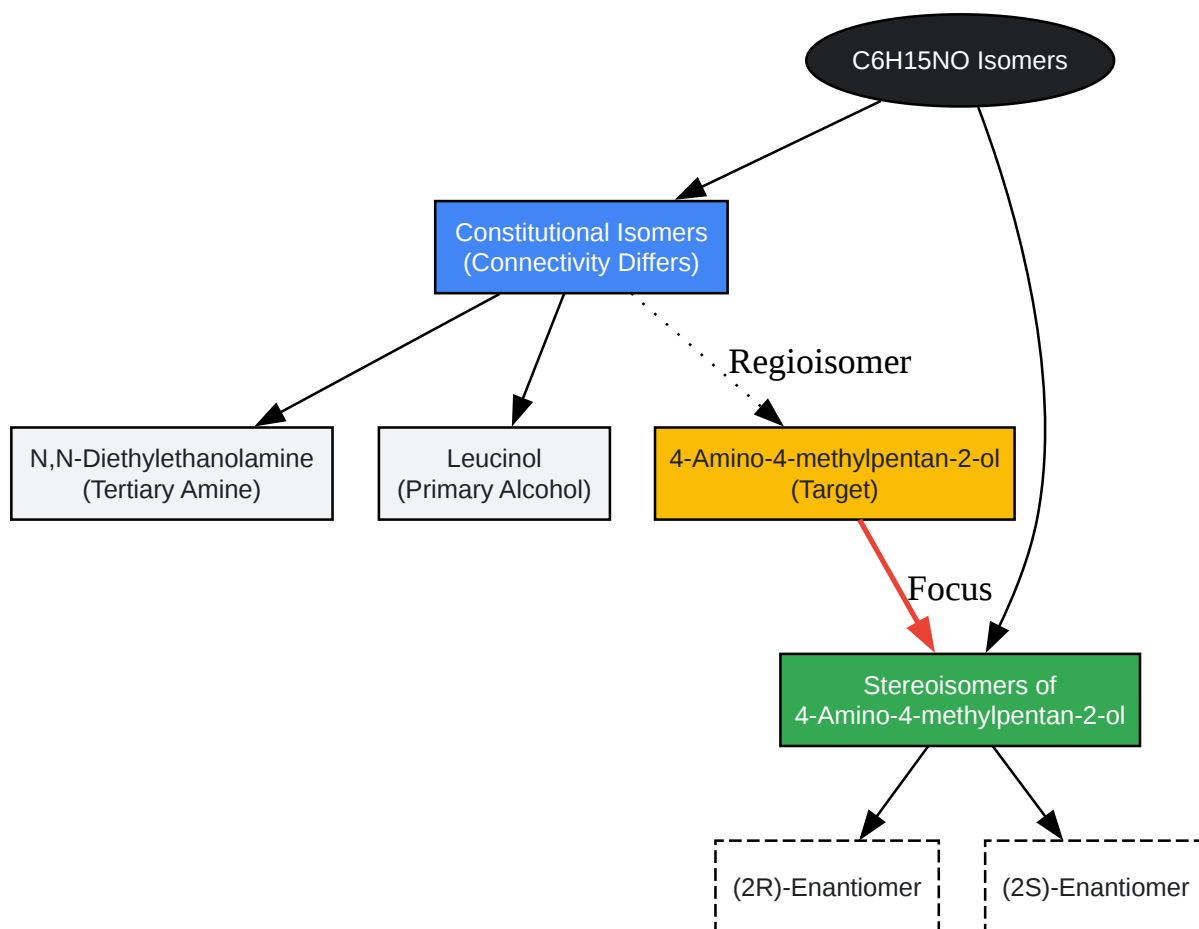 C6H15NO Isomers
Constitutional Isomers
(Connectivity Differs)
Regioisomer
N,N-Diethylethanolamine
(Tertiary Amine)
Leucinol
(Primary Alcohol)
4-Amino-4-methylpentan-2-ol
(Target)
Focus
Stereoisomers of
4-Amino-4-methylpentan-2-ol
(2R)-Enantiomer
(2S)-Enantiomer